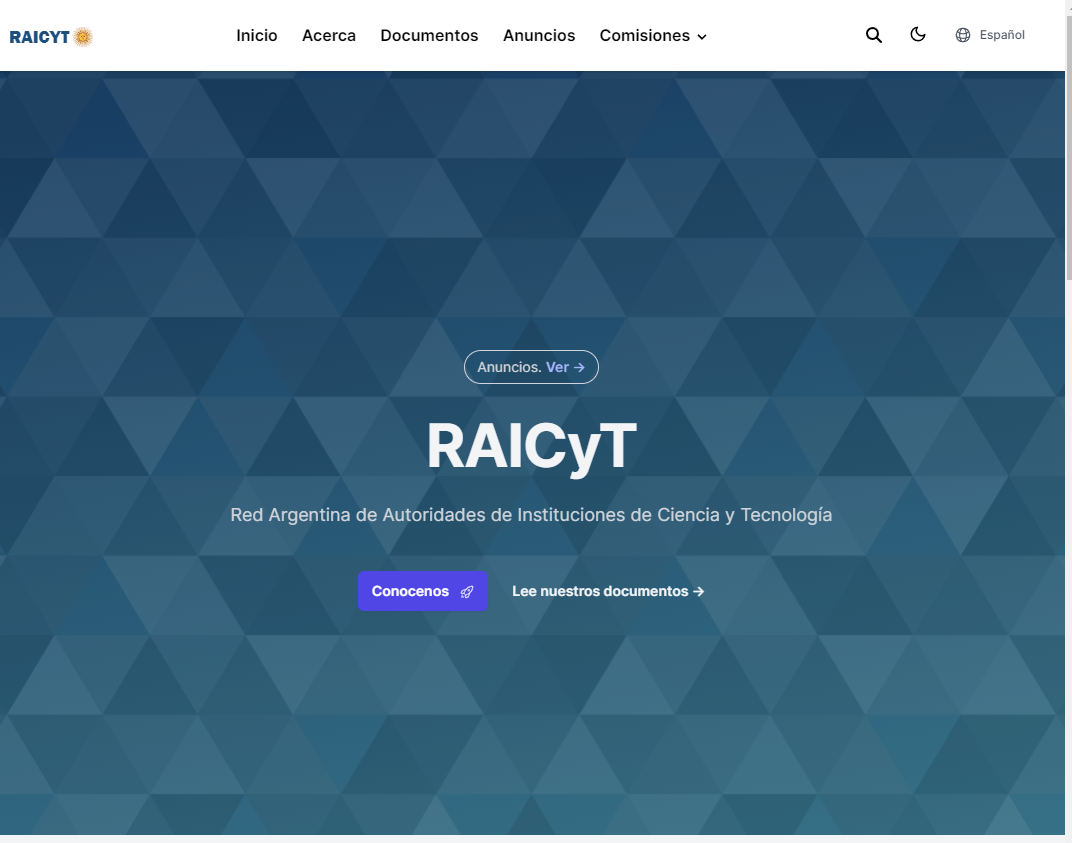 RAICYT
Inicio Acerca Documentos Anuncios Comisiones
Español
Anuncios. Ver →
RAICyT
Red Argentina de Autoridades de Instituciones de Ciencia y Tecnología
Conocenos
Lee nuestros documentos →